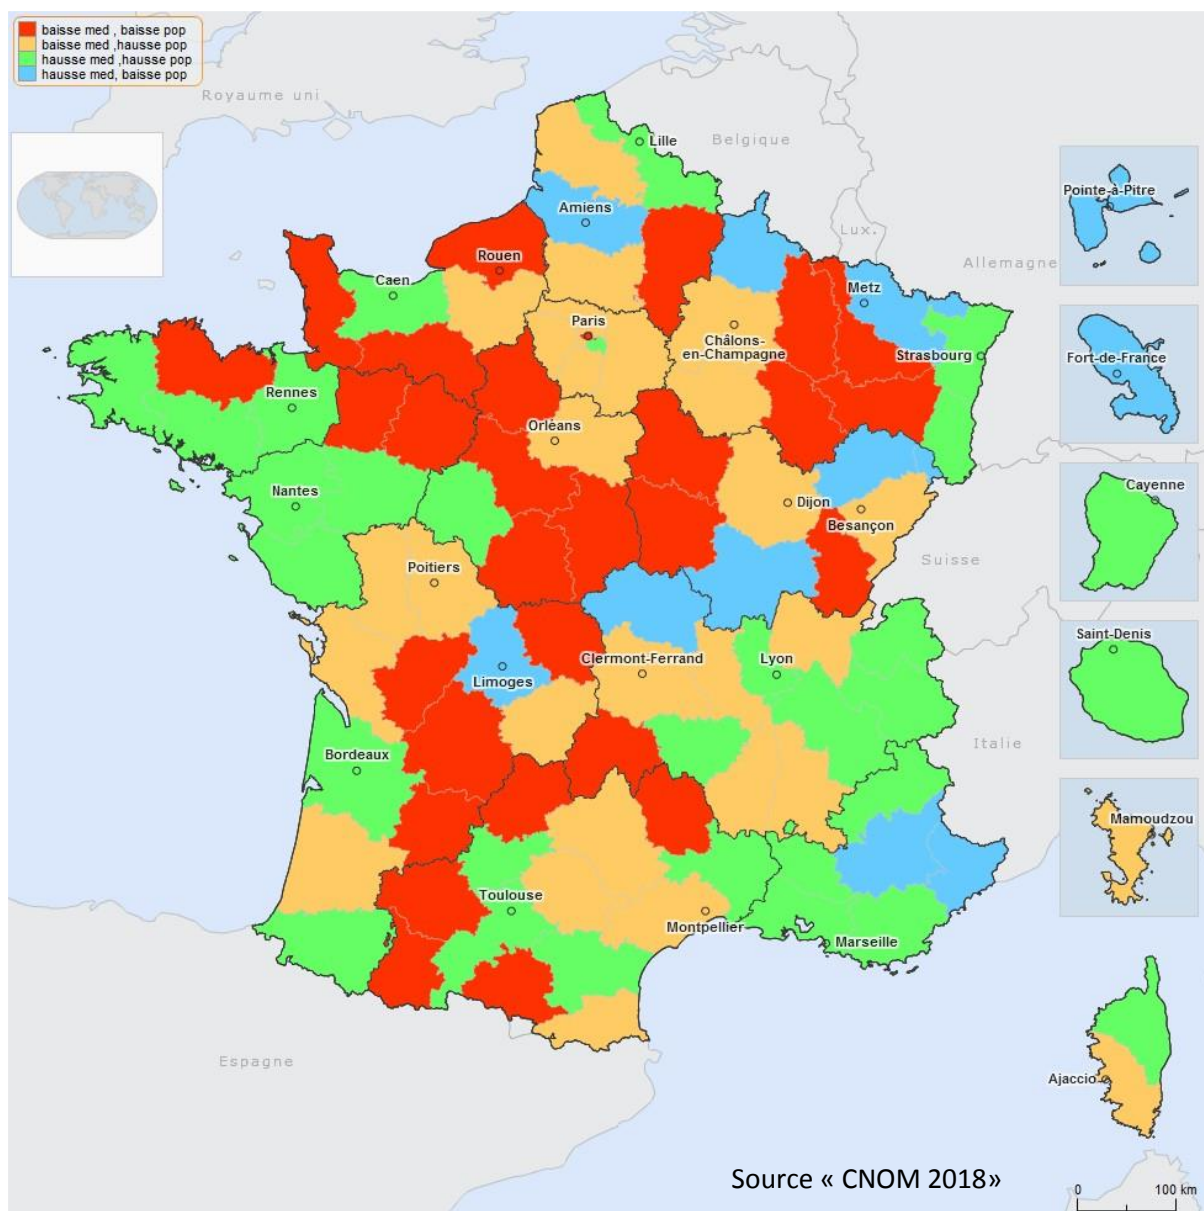 baisse med , baisse pop
baisse med ,hausse pop
hausse med ,hausse pop
hausse med, baisse pop
Royaume uni
Belgique
Lux.
Allemagne
Suisse
Italie
Espagne
Lille
Amiens
Rouen
Caen
Metz
Paris
Châlons-
en-Champagne
Strasbourg
Rennes
Orléans
Nantes
Dijon
Besançon
Poitiers
Limoges
Clermont-Ferrand
Lyon
Bordeaux
Toulouse
Montpellier
Marseille
Ajaccio
Pointe-à-Pitre
Fort-de-France
Cayenne
Saint-Denis
Mamoudzou
Source « CNOM 2018»
0 100 km